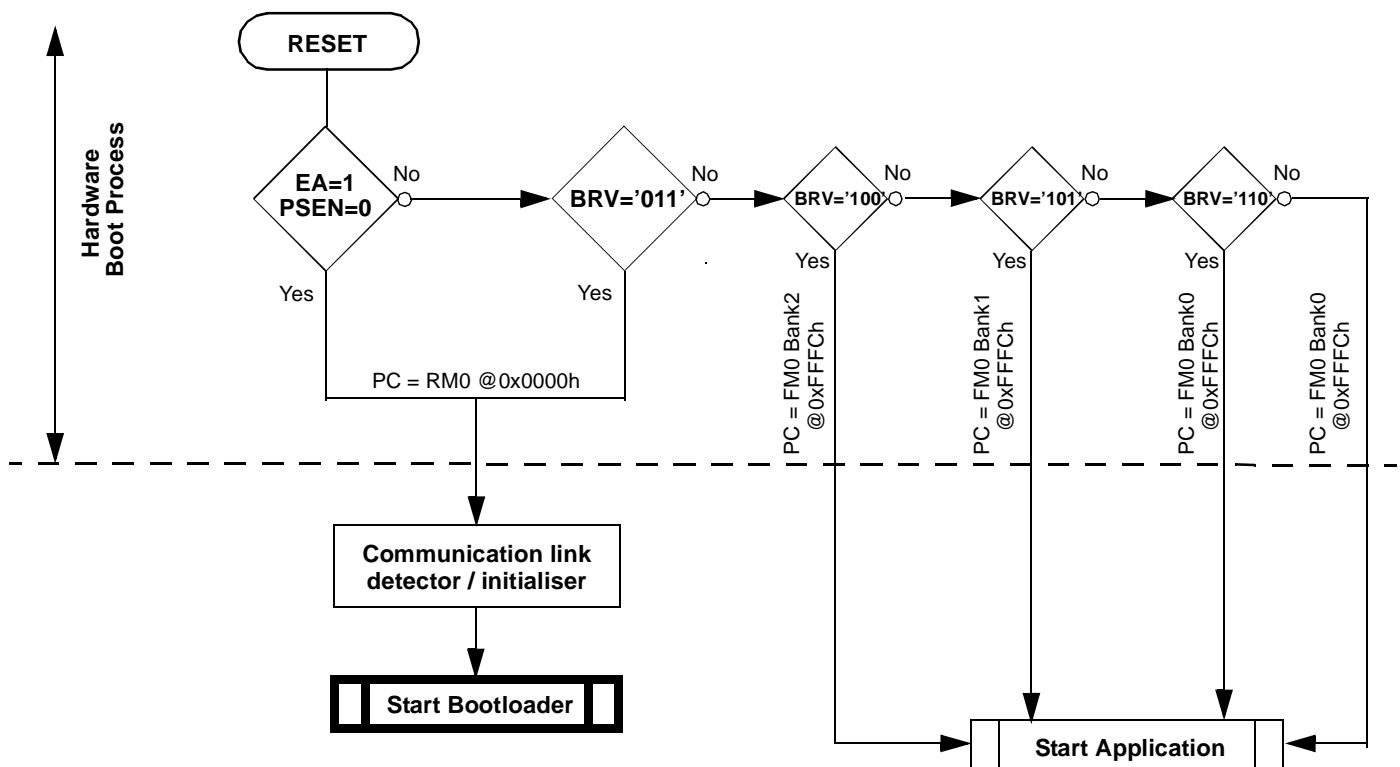 RESET
Hardware
Boot Process
EA=1
PSEN=0
No
BRV='011'
No
BRV='100'
No
BRV='101'
No
BRV='110'
No
Yes
Yes
Yes
Yes
Yes
PC = RM0 @0x0000h
PC = FM0 Bank2
@0xFFFCh
PC = FM0 Bank1
@0xFFFCh
PC = FM0 Bank0
@0xFFFCh
PC = FM0 Bank0
@0xFFFCh
Communication link
detector / initialiser
Start Bootloader
Start Application